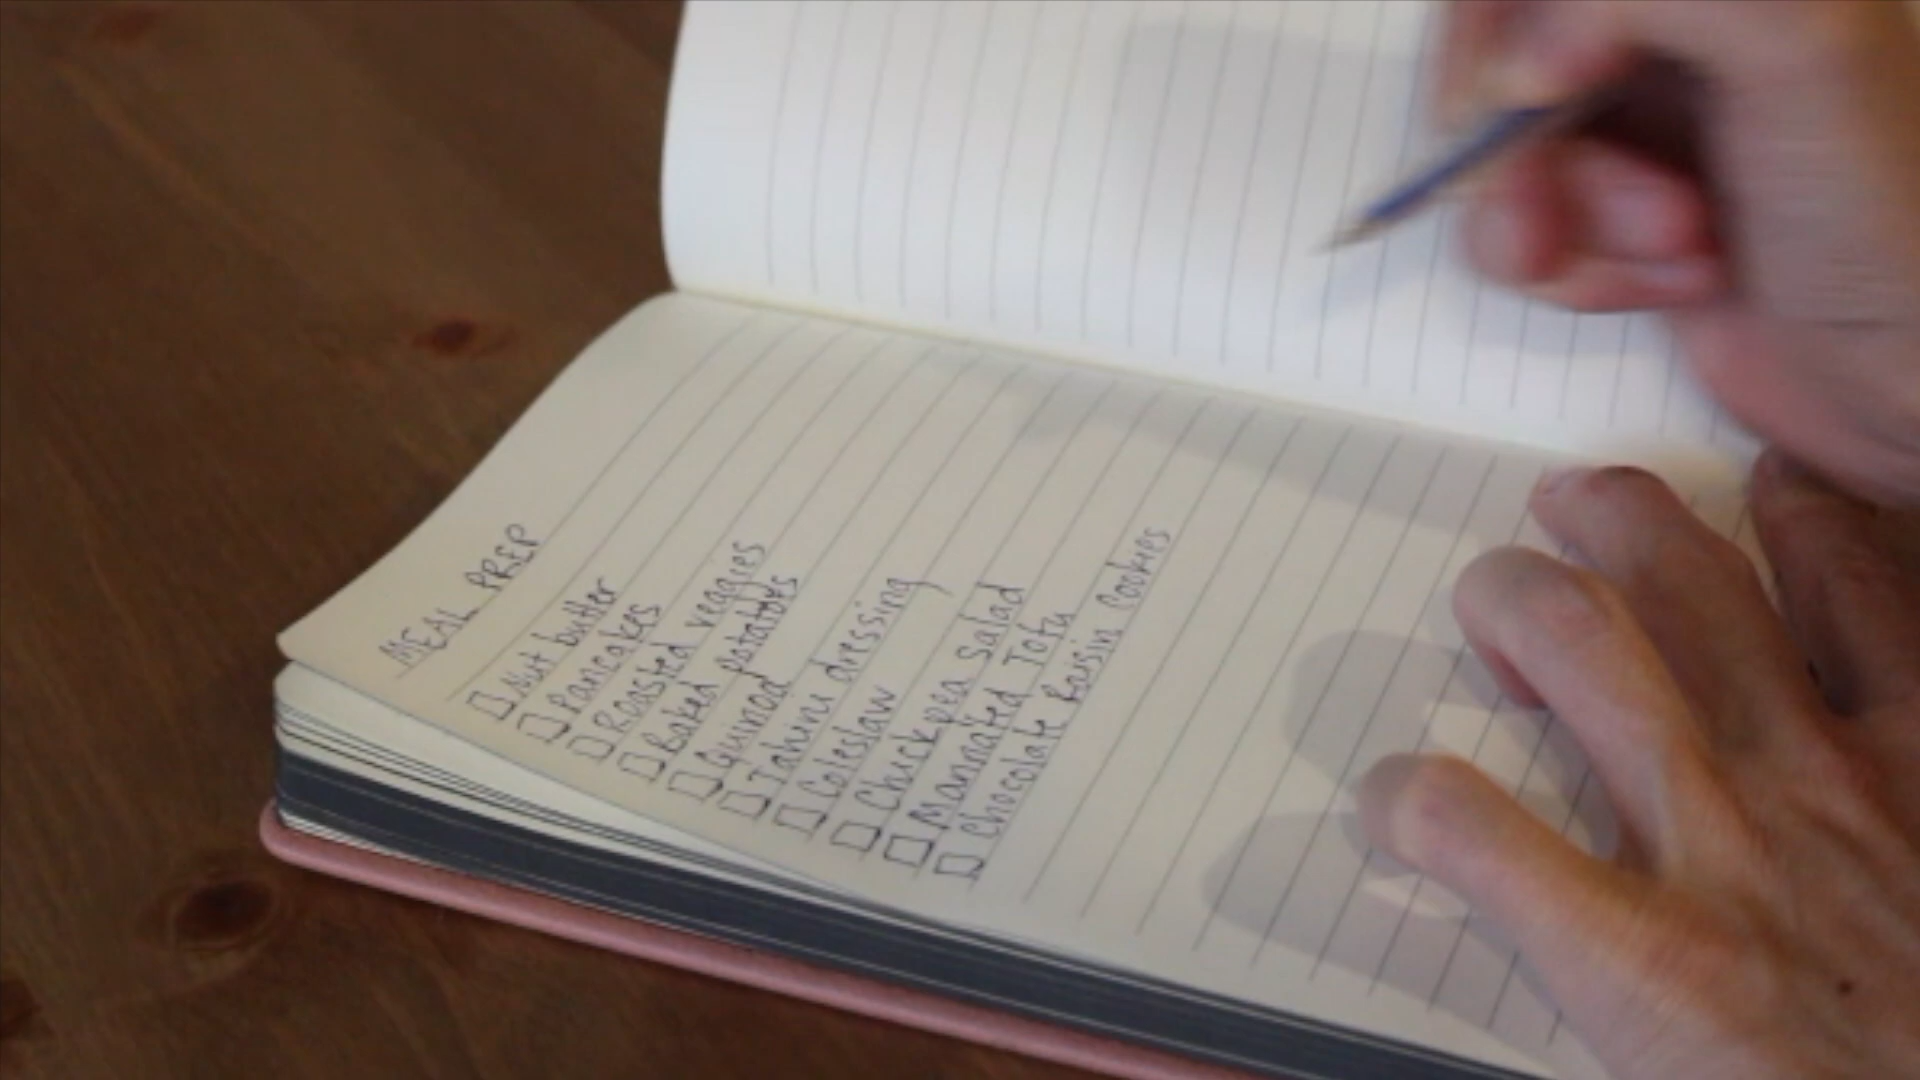 MEAL PREP
Nut butter
Pancakes
Roasted veggies
Baked potatoes
Quinoa
Tahini dressing
Coleslaw
Chickpea salad
Marinated Tofu
Chocolate Raisin Cookies